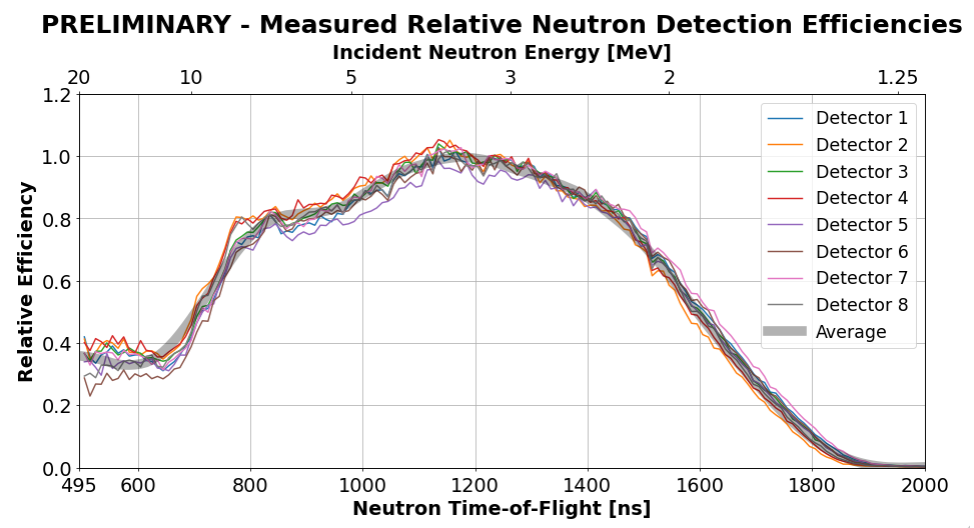 PRELIMINARY - Measured Relative Neutron Detection Efficiencies
Incident Neutron Energy [MeV]
20 10 5 3 2 1.25
1.2
1.0
0.8
0.6
0.4
0.2
0.0
Relative Efficiency
Detector 1
Detector 2
Detector 3
Detector 4
Detector 5
Detector 6
Detector 7
Detector 8
Average
495 600 800 1000 1200 1400 1600 1800 2000
Neutron Time-of-Flight [ns]